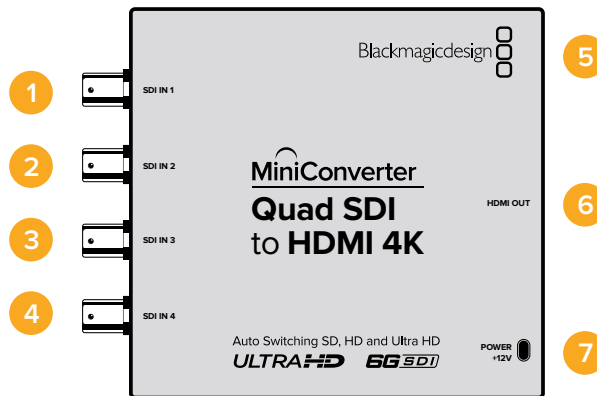 Blackmagicdesign
1
SDI IN 1
5
2
SDI IN 2
MiniConverter
Quad SDI
to HDMI 4K
HDMI OUT
6
3
SDI IN 3
4
SDI IN 4
Auto Switching SD, HD and Ultra HD
ULTRAHD 6G SDI
POWER
+12V
7